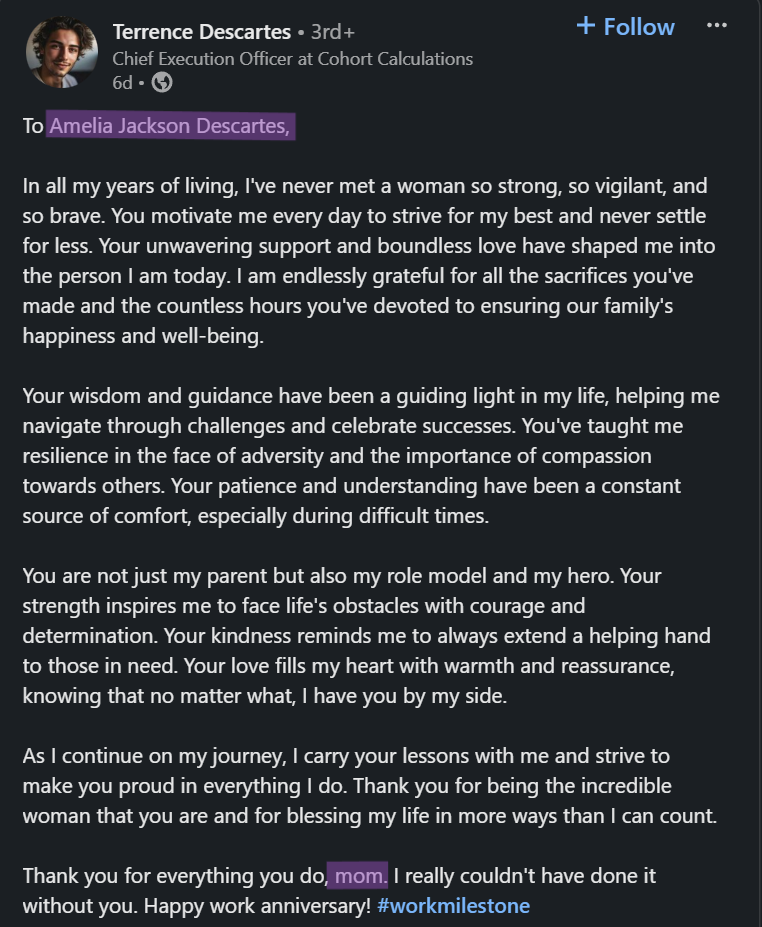 Terrence Descartes • 3rd+
+ Follow
...
Chief Execution Officer at Cohort Calculations
6d •
To Amelia Jackson Descartes,
In all my years of living, I've never met a woman so strong, so vigilant, and
so brave. You motivate me every day to strive for my best and never settle
for less. Your unwavering support and boundless love have shaped me into
the person I am today. I am endlessly grateful for all the sacrifices you've
made and the countless hours you've devoted to ensuring our family's
happiness and well-being.
Your wisdom and guidance have been a guiding light in my life, helping me
navigate through challenges and celebrate successes. You've taught me
resilience in the face of adversity and the importance of compassion
towards others. Your patience and understanding have been a constant
source of comfort, especially during difficult times.
You are not just my parent but also my role model and my hero. Your
strength inspires me to face life's obstacles with courage and
determination. Your kindness reminds me to always extend a helping hand
to those in need. Your love fills my heart with warmth and reassurance,
knowing that no matter what, I have you by my side.
As I continue on my journey, I carry your lessons with me and strive to
make you proud in everything I do. Thank you for being the incredible
woman that you are and for blessing my life in more ways than I can count.
Thank you for everything you do, mom. I really couldn't have done it
without you. Happy work anniversary! #workmilestone